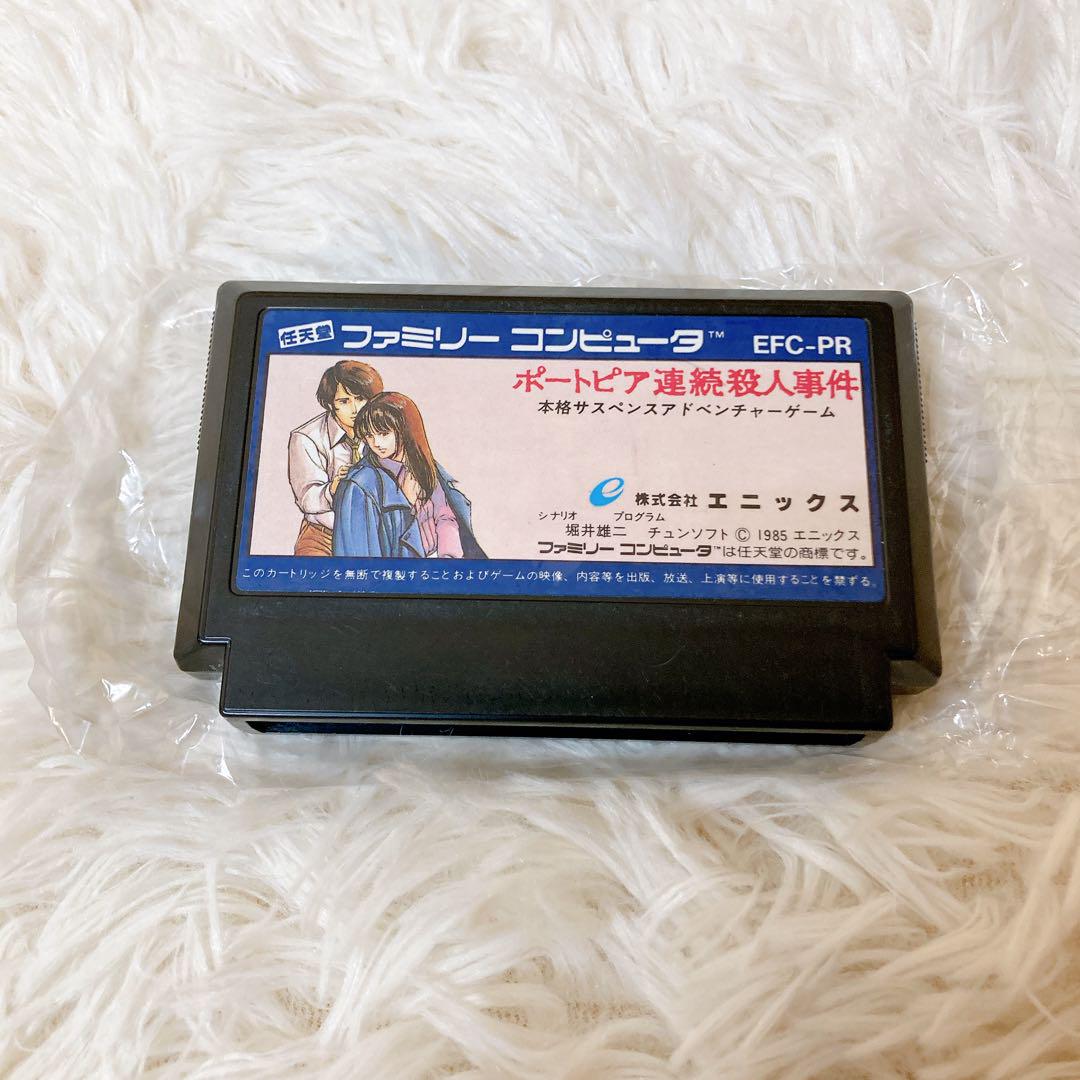 任天堂 ファミリー コンピュータ™ EFC-PR
ポートピア連続殺人事件
本格サスペンスアドベンチャーゲーム
e 株式会社 エニックス
シナリオ プログラム
堀井雄二 チュンソフト © 1985 エニックス
ファミリー コンピュータ™は任天堂の商標です。
このカートリッジを無断で複製することおよびゲームの映像、内容等を出版、放送、上演等に使用することを禁ずる。